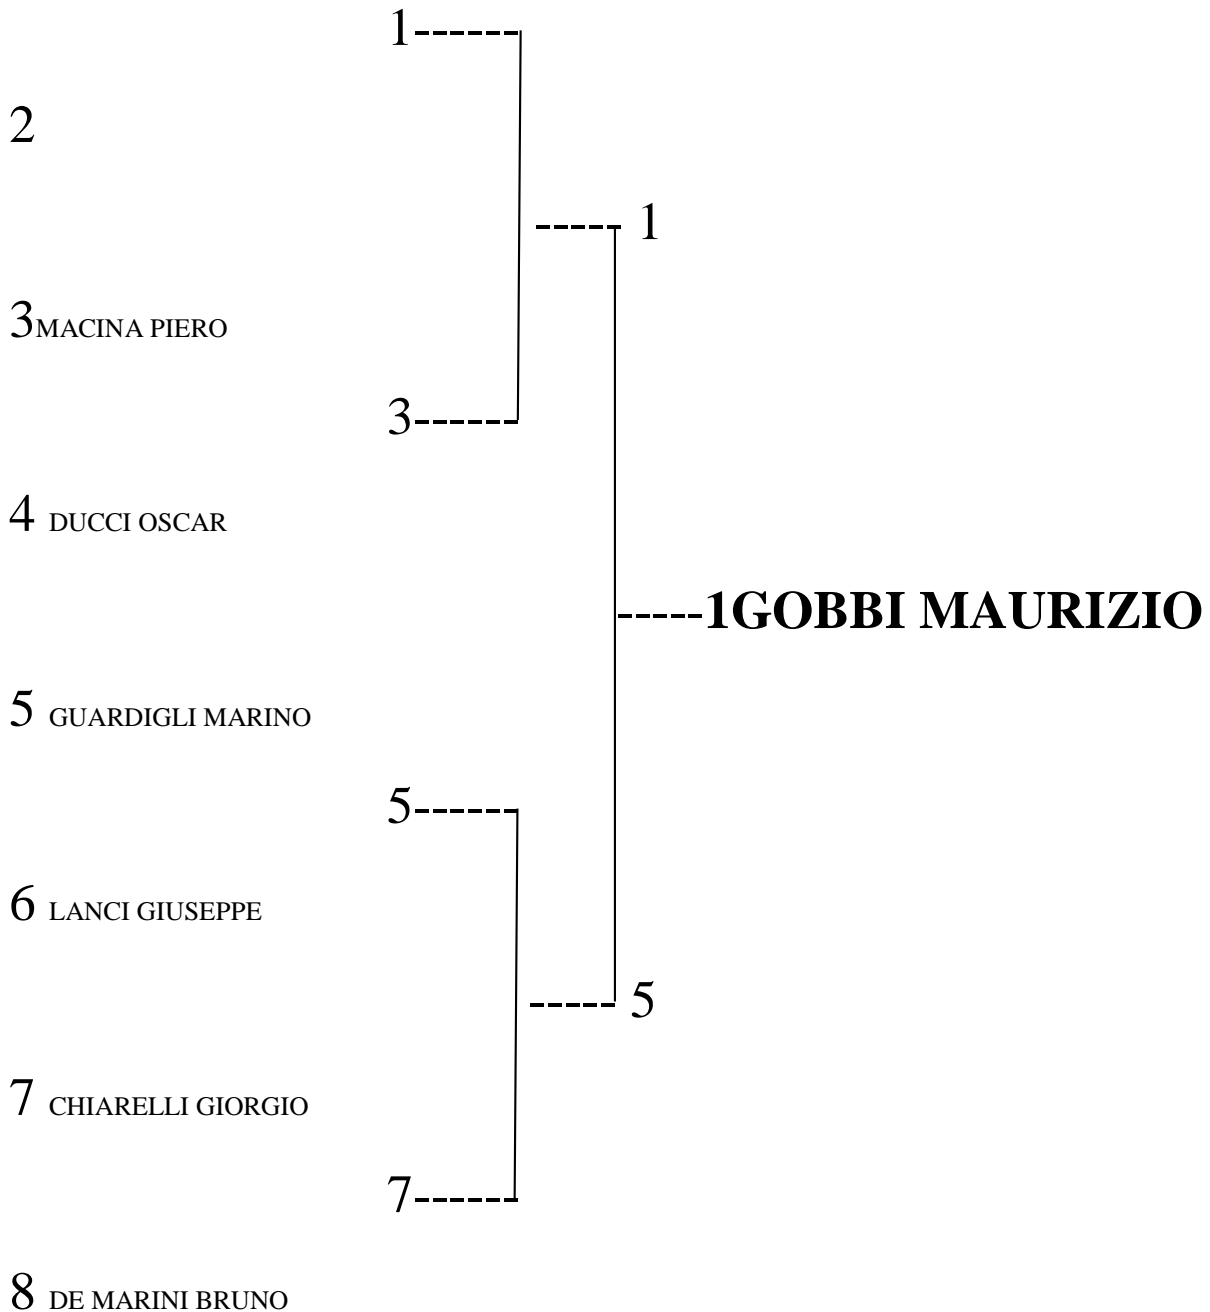 1------
2
----- 1
3MACINA PIERO
3------
4 DUCCI OSCAR
-----1GOBBI MAURIZIO
5 GUARDIGLI MARINO
5------
6 LANCI GIUSEPPE
----- 5
7 CHIARELLI GIORGIO
7------
8 DE MARINI BRUNO